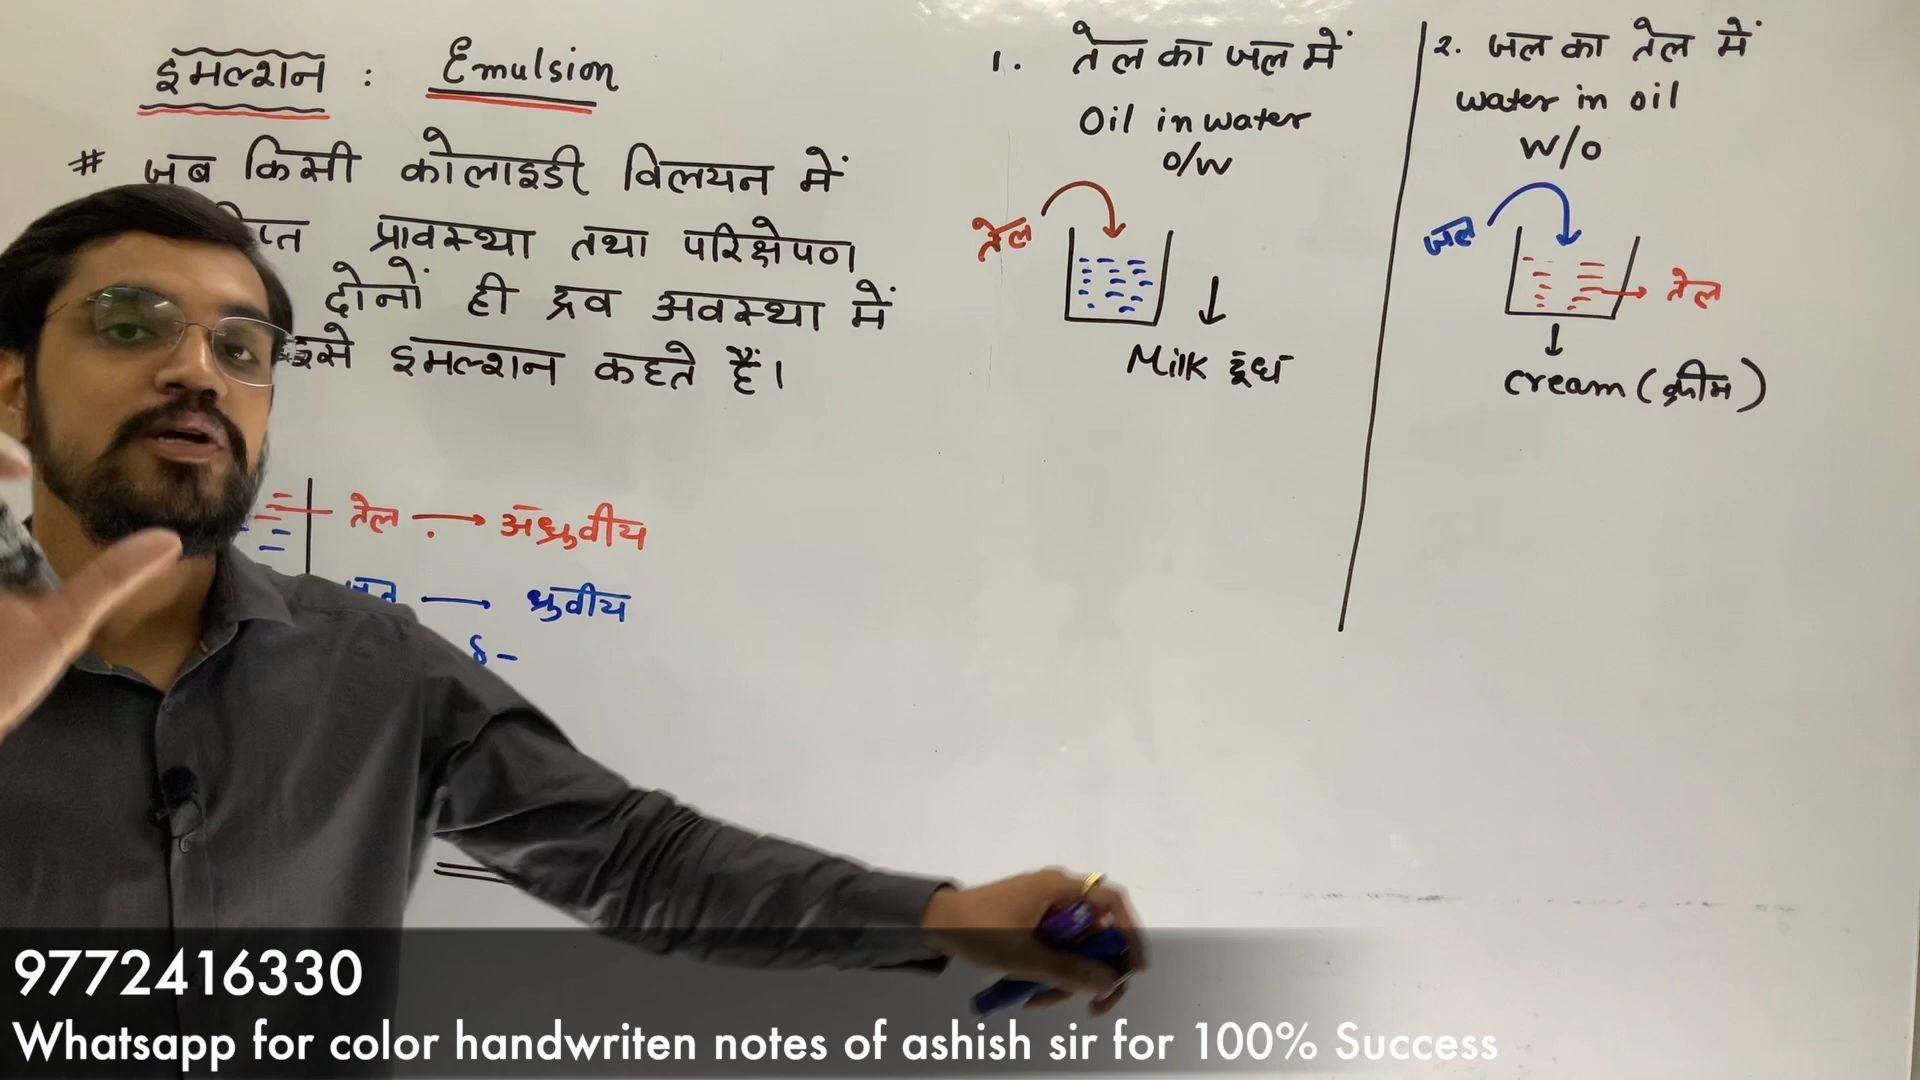 इमल्शन : Emulsion
# जब किसी कोलाइडी विलयन में
प्रावस्था तथा परिक्षेपण
दोनों ही द्रव अवस्था में
इसे इमल्शन कहते हैं।
तेल → अध्रुवीय
जल → ध्रुवीय
δ-
1. तेल का जल में
Oil in water
O/W
तेल
Milk दूध
2. जल का तेल में
water in oil
W/O
जल
तेल
cream (क्रीम)
9772416330
Whatsapp for color handwriten notes of ashish sir for 100% Success